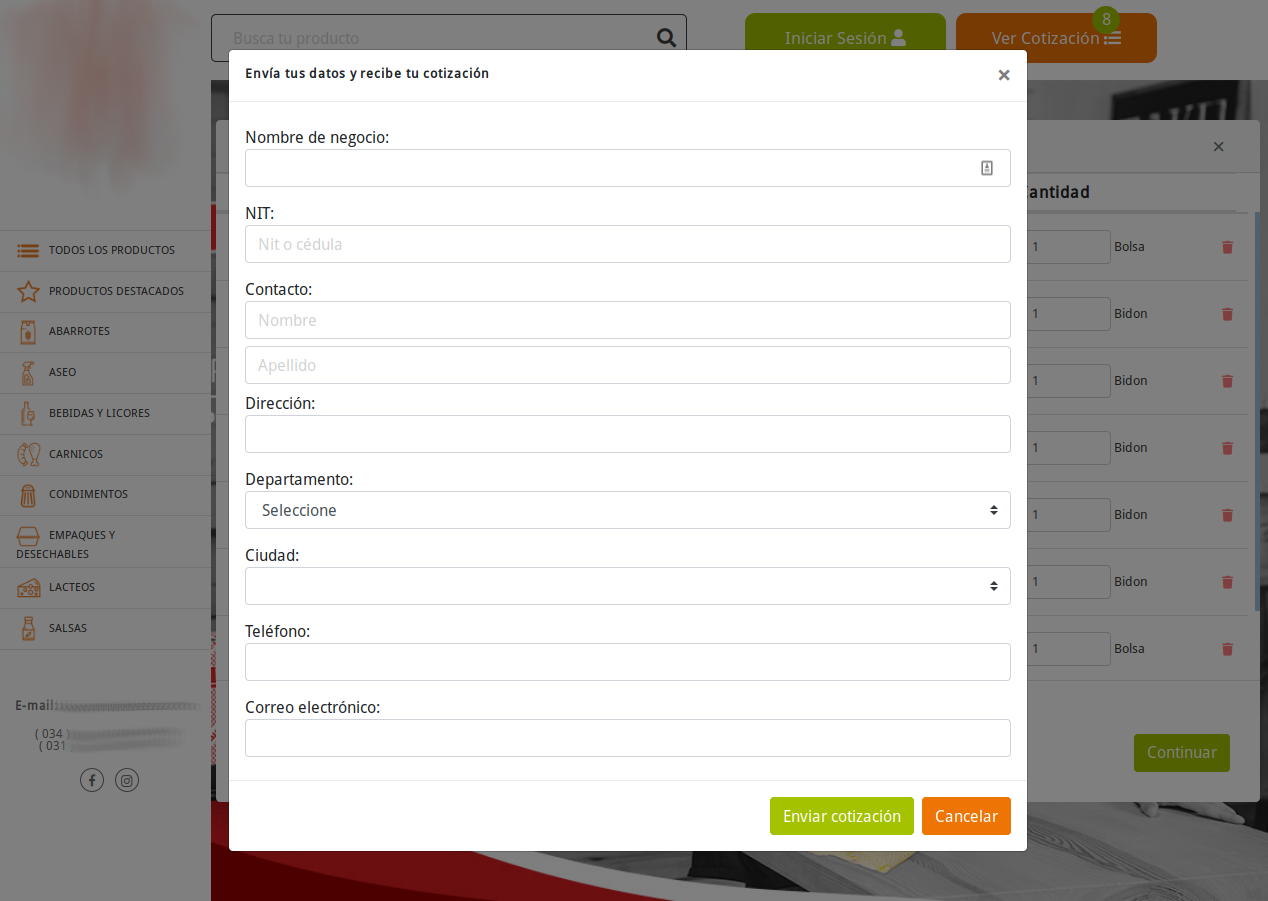 Busca tu producto
Iniciar Sesión
Ver Cotización
8
Envía tus datos y recibe tu cotización
×
Nombre de negocio:
NIT:
Nit o cédula
Contacto:
Nombre
Apellido
Dirección:
Departamento:
Seleccione
Ciudad:
Teléfono:
Correo electrónico:
Enviar cotización
Cancelar
TODOS LOS PRODUCTOS
PRODUCTOS DESTACADOS
ABARROTES
ASEO
BEBIDAS Y LICORES
CARNICOS
CONDIMENTOS
EMPAQUES Y
DESECHABLES
LACTEOS
SALSAS
E-mail:
( 034 )
( 031
×
antidad
1 Bolsa
1 Bidon
1 Bidon
1 Bidon
1 Bidon
1 Bidon
1 Bolsa
Continuar